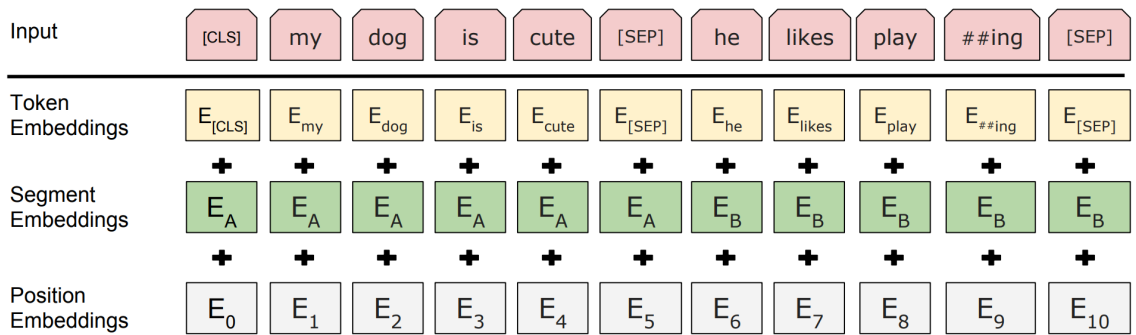 Input [CLS] my dog is cute [SEP] he likes play ##ing [SEP]
Token Embeddings E[CLS] Emy Edog Eis Ecute E[SEP] Ehe Elikes Eplay E##ing E[SEP]
+ + + + + + + + + + +
Segment Embeddings EA EA EA EA EA EA EB EB EB EB EB
+ + + + + + + + + + +
Position Embeddings E0 E1 E2 E3 E4 E5 E6 E7 E8 E9 E10